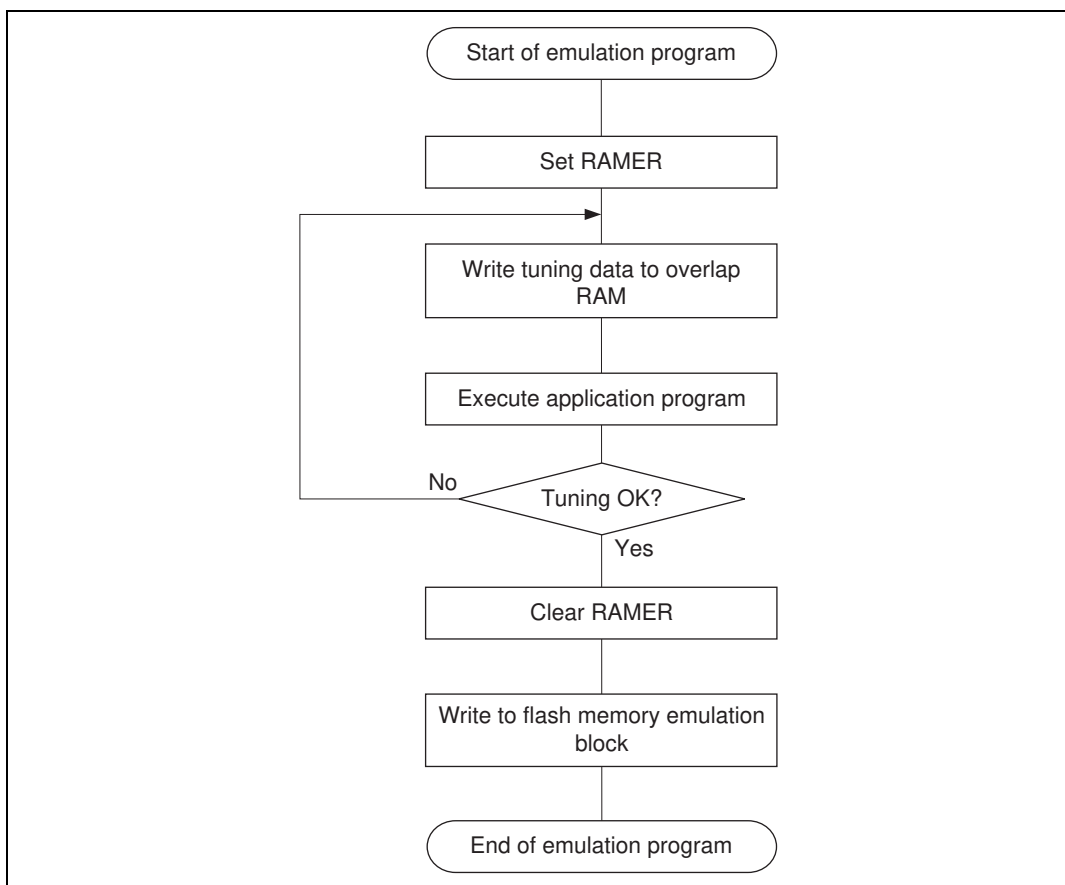 Start of emulation program
Set RAMER
Write tuning data to overlap
RAM
Execute application program
No
Tuning OK?
Yes
Clear RAMER
Write to flash memory emulation
block
End of emulation program